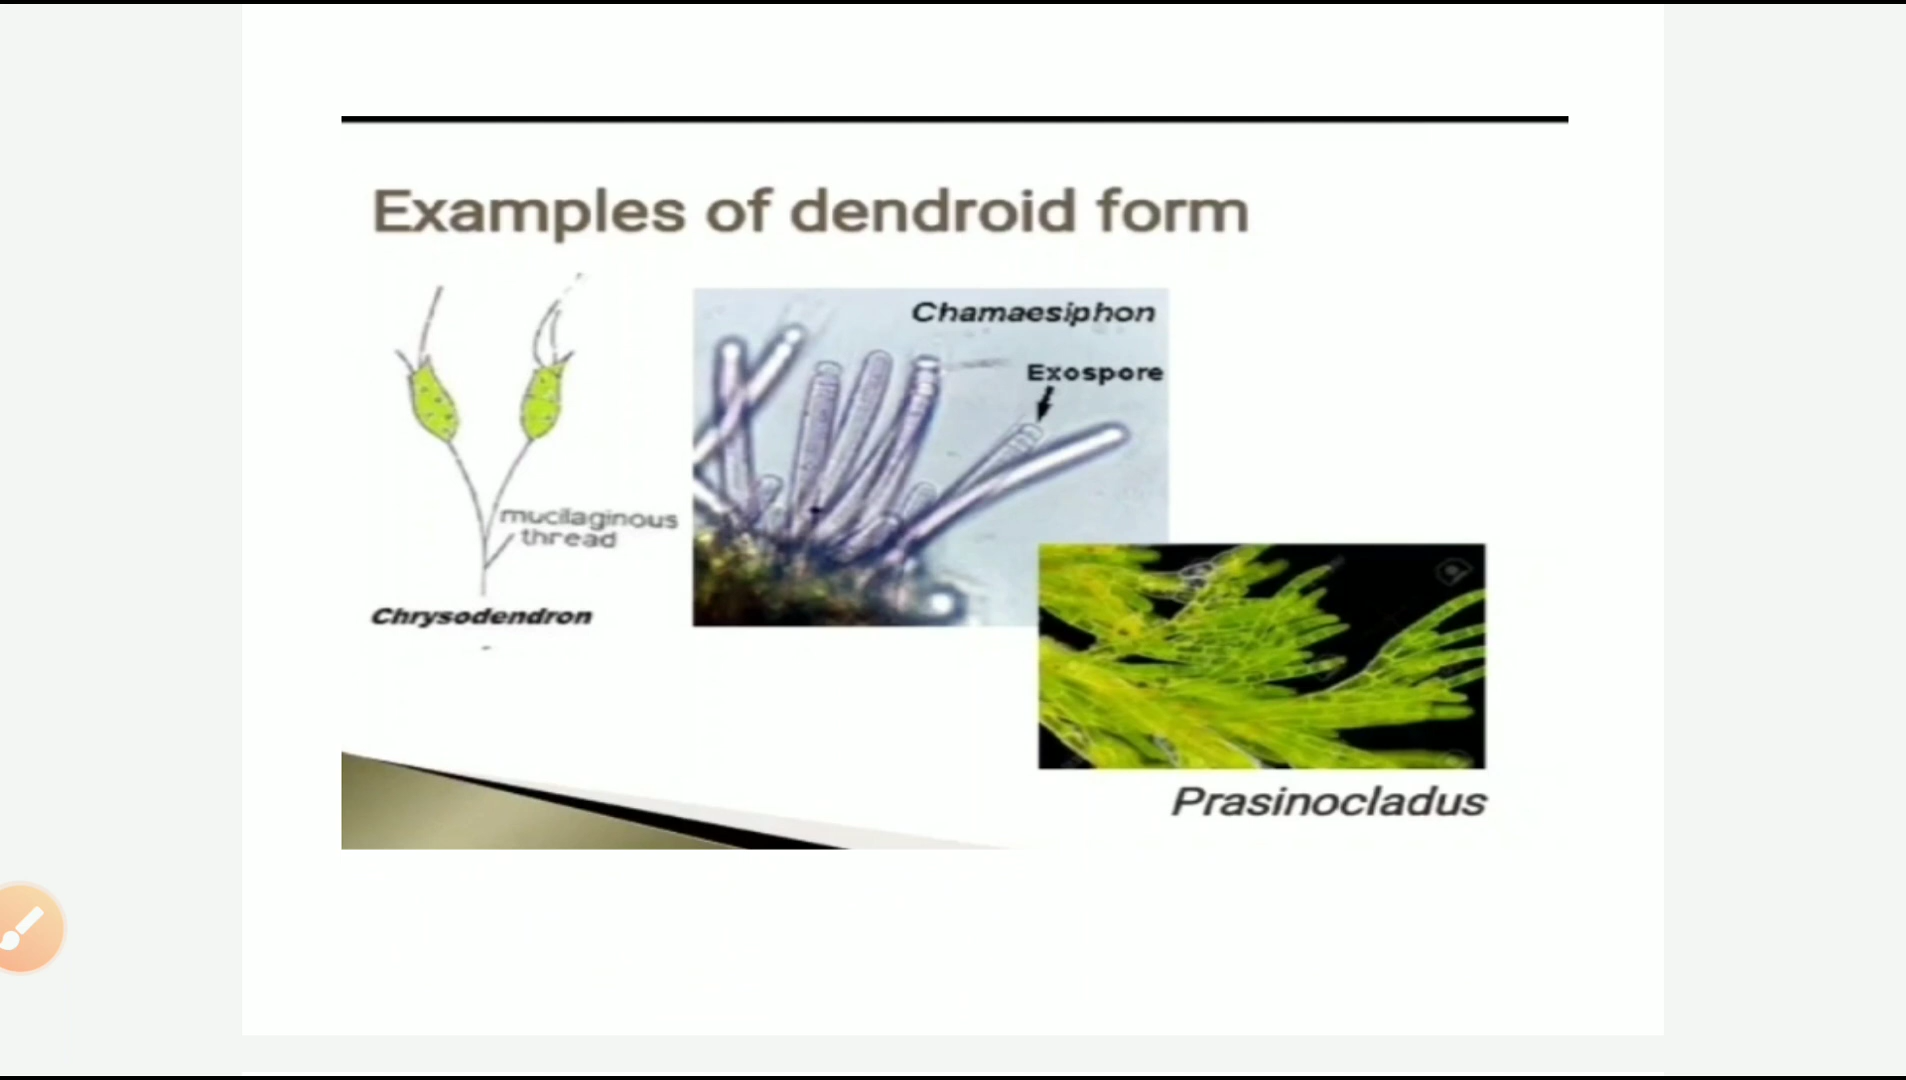 Examples of dendroid form
Chamaesiphon
Exospore
mucilaginous
thread
Chrysodendron
Prasinocladus